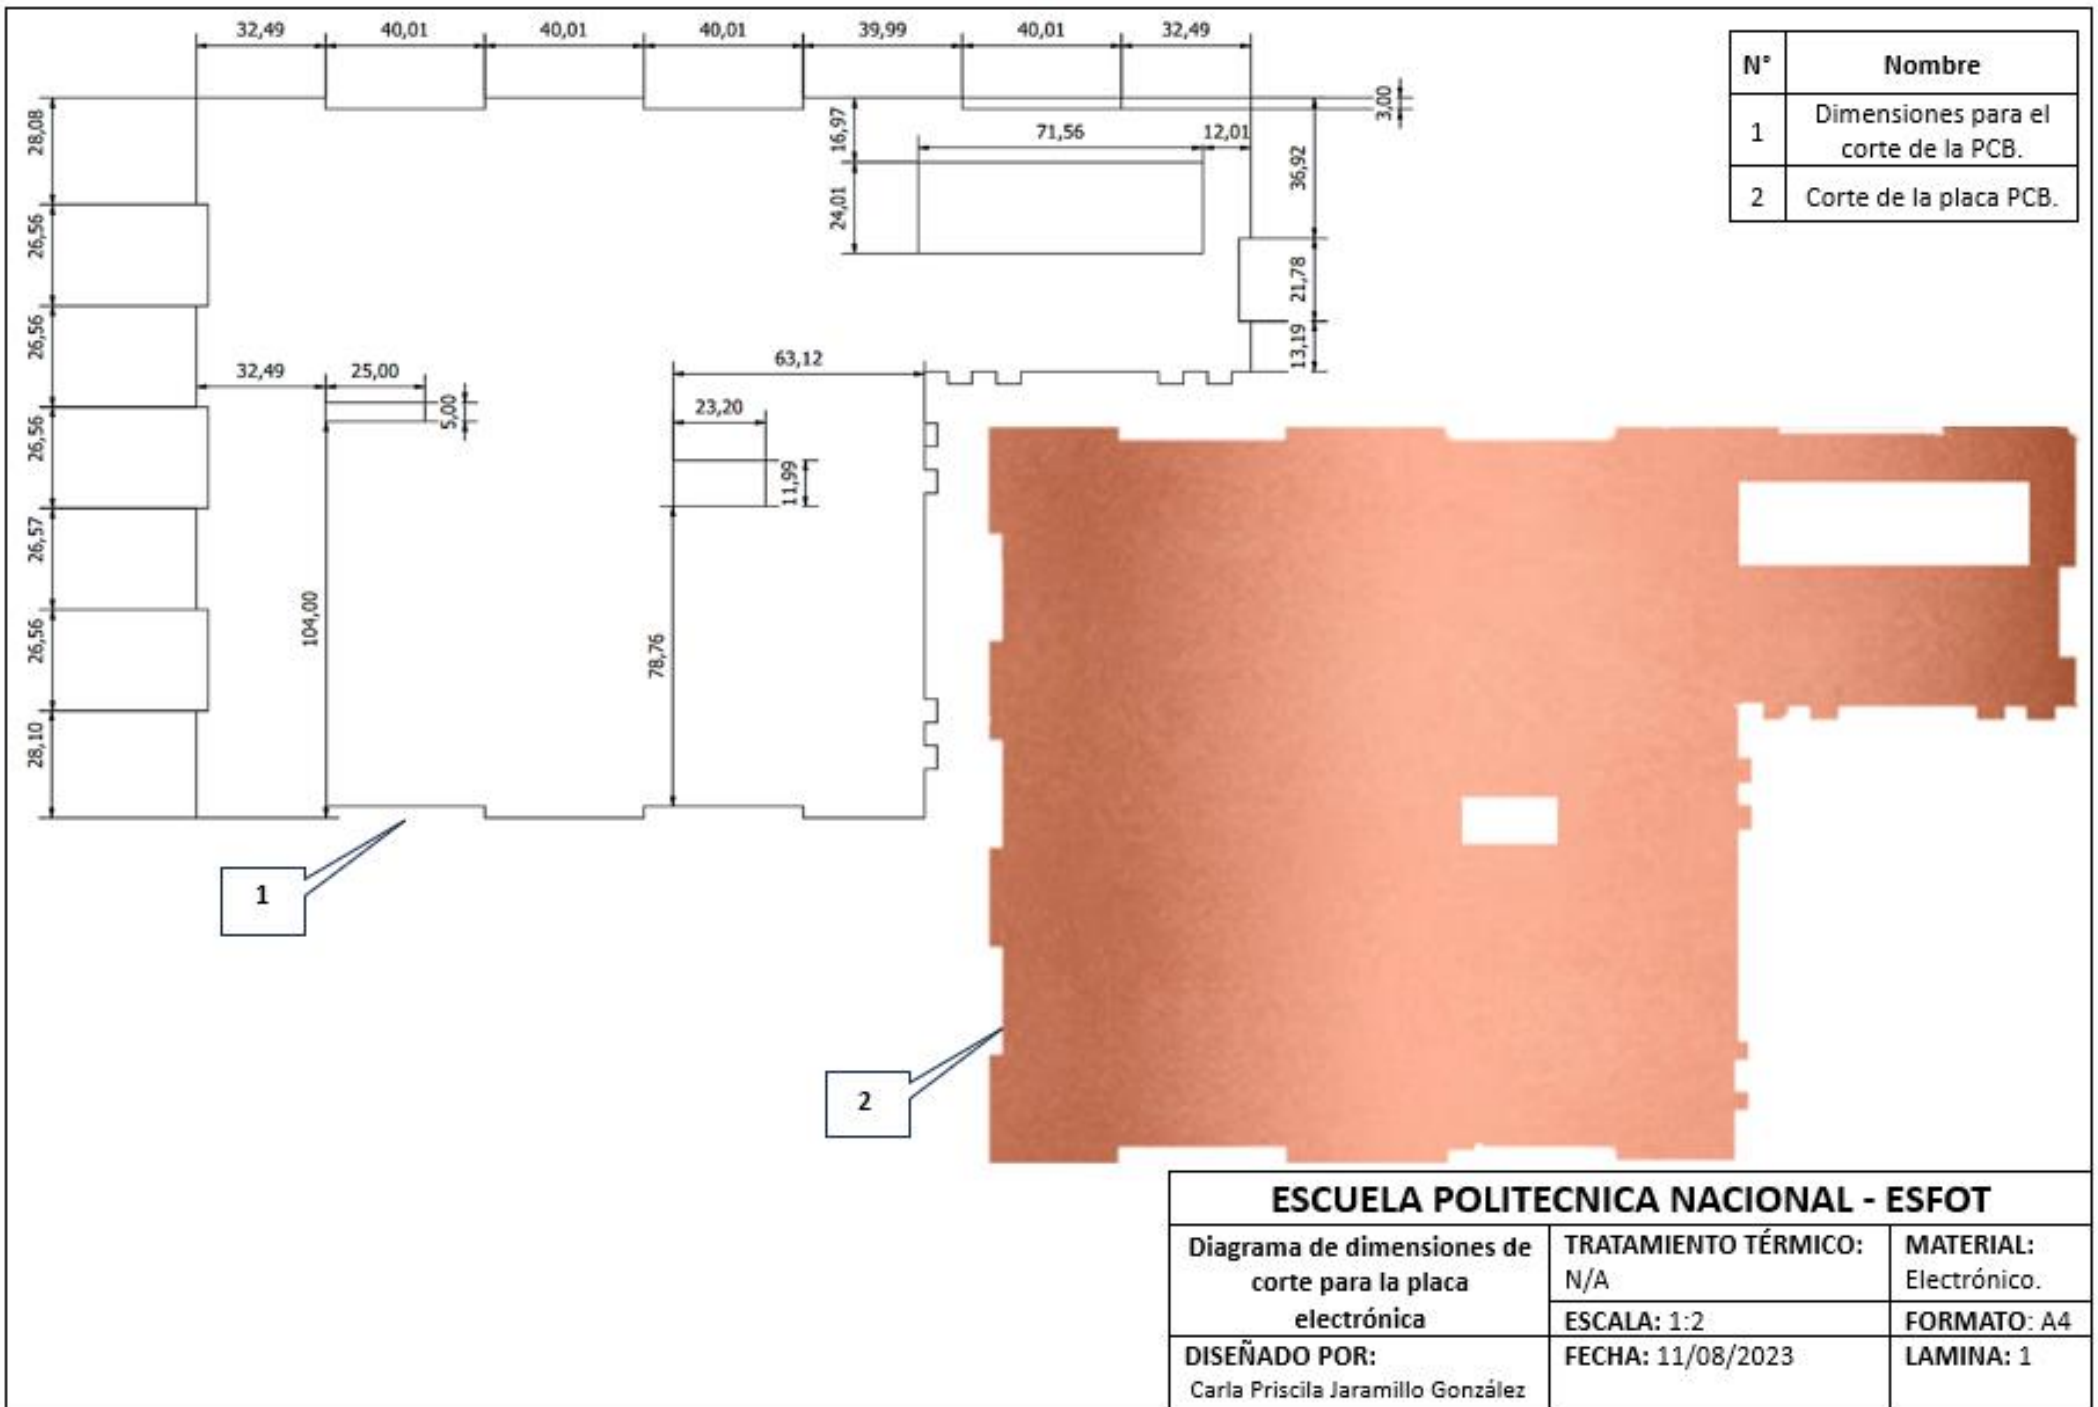 32,49 40,01 40,01 40,01 39,99 40,01 32,49
3,00
28,08
26,56
26,56
26,56
26,57
26,56
28,10
16,97
24,01
71,56 12,01
36,92
21,78
13,19
32,49 25,00
5,00
63,12
23,20
11,99
104,00
78,76
1
2
N° Nombre
1 Dimensiones para el
corte de la PCB.
2 Corte de la placa PCB.
ESCUELA POLITECNICA NACIONAL - ESFOT
Diagrama de dimensiones de
corte para la placa
electrónica
TRATAMIENTO TÉRMICO:
N/A
MATERIAL:
Electrónico.
ESCALA: 1:2
FORMATO: A4
DISEÑADO POR:
Carla Priscila Jaramillo González
FECHA: 11/08/2023
LAMINA: 1